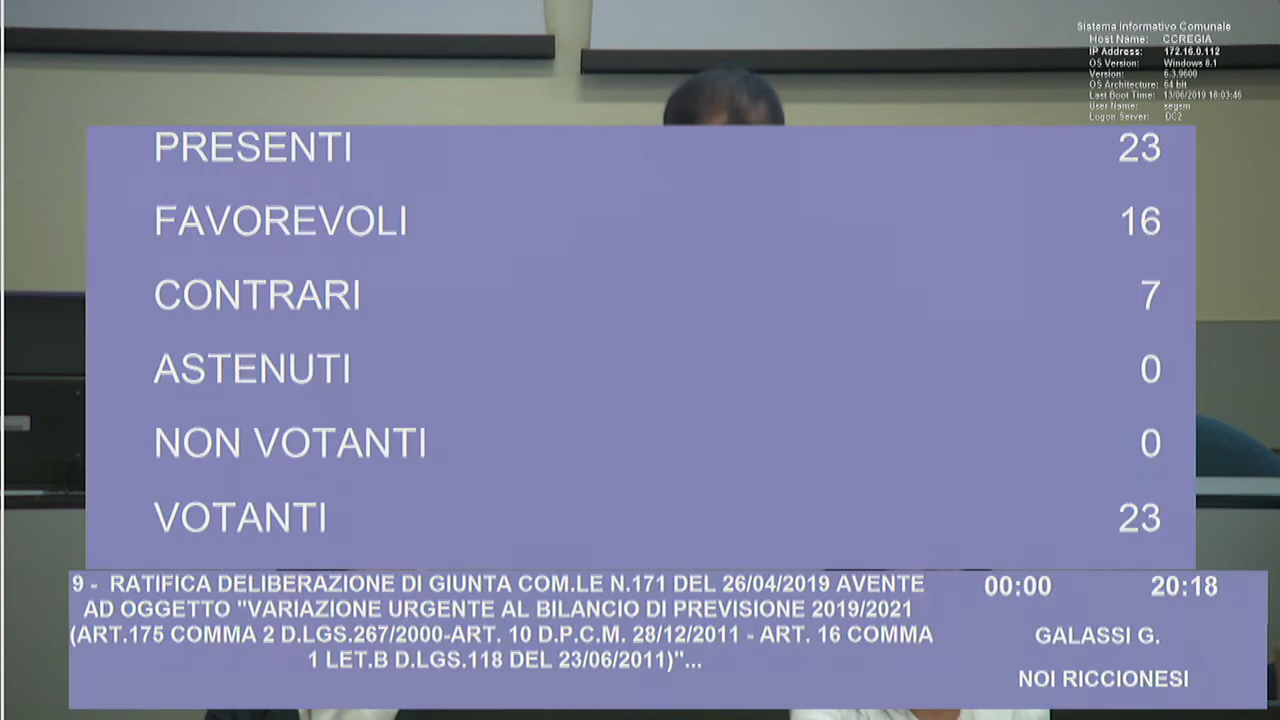 Sistema Informativo Comunale
Host Name: CCREGIA
IP Address: 172.16.0.112
OS Version: Windows 8.1
Version: 6.3.9600
OS Architecture: 64 bit
Last Boot Time: 13/06/2019 18:03:46
User Name: segsm
Logon Server: DC2
PRESENTI 23
FAVOREVOLI 16
CONTRARI 7
ASTENUTI 0
NON VOTANTI 0
VOTANTI 23
9 - RATIFICA DELIBERAZIONE DI GIUNTA COM.LE N.171 DEL 26/04/2019 AVENTE
AD OGGETTO "VARIAZIONE URGENTE AL BILANCIO DI PREVISIONE 2019/2021
(ART.175 COMMA 2 D.LGS.267/2000-ART. 10 D.P.C.M. 28/12/2011 - ART. 16 COMMA
1 LET.B D.LGS.118 DEL 23/06/2011)"...
00:00 20:18
GALASSI G.
NOI RICCIONESI